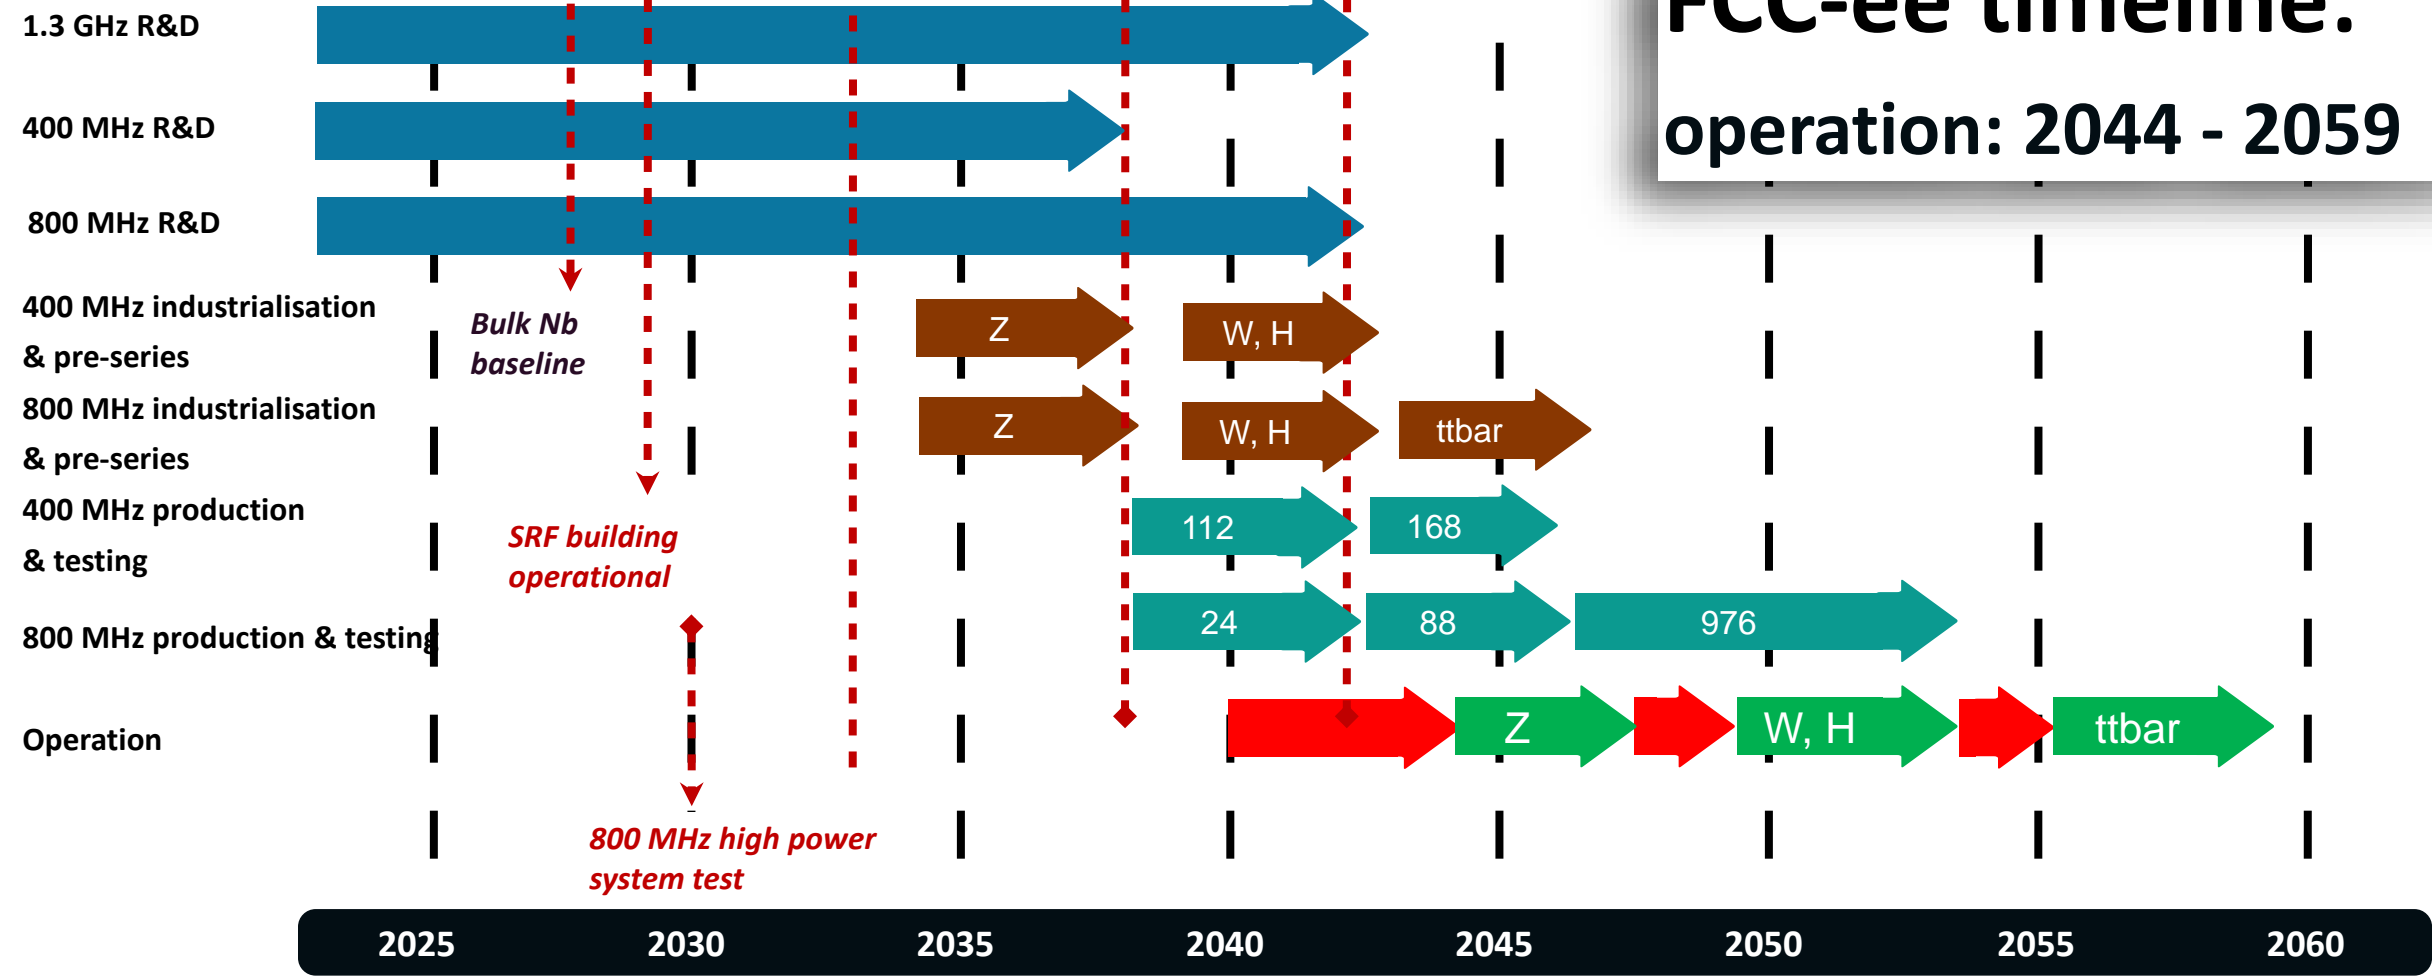 FCC-ee timeline:
operation: 2044 - 2059
1.3 GHz R&D
400 MHz R&D
800 MHz R&D
400 MHz industrialisation
& pre-series
Z
W, H
Bulk Nb
baseline
800 MHz industrialisation
& pre-series
Z
W, H
ttbar
400 MHz production
& testing
112
168
SRF building
operational
800 MHz production & testing
24
88
976
Operation
Z
W, H
ttbar
800 MHz high power
system test
2025
2030
2035
2040
2045
2050
2055
2060